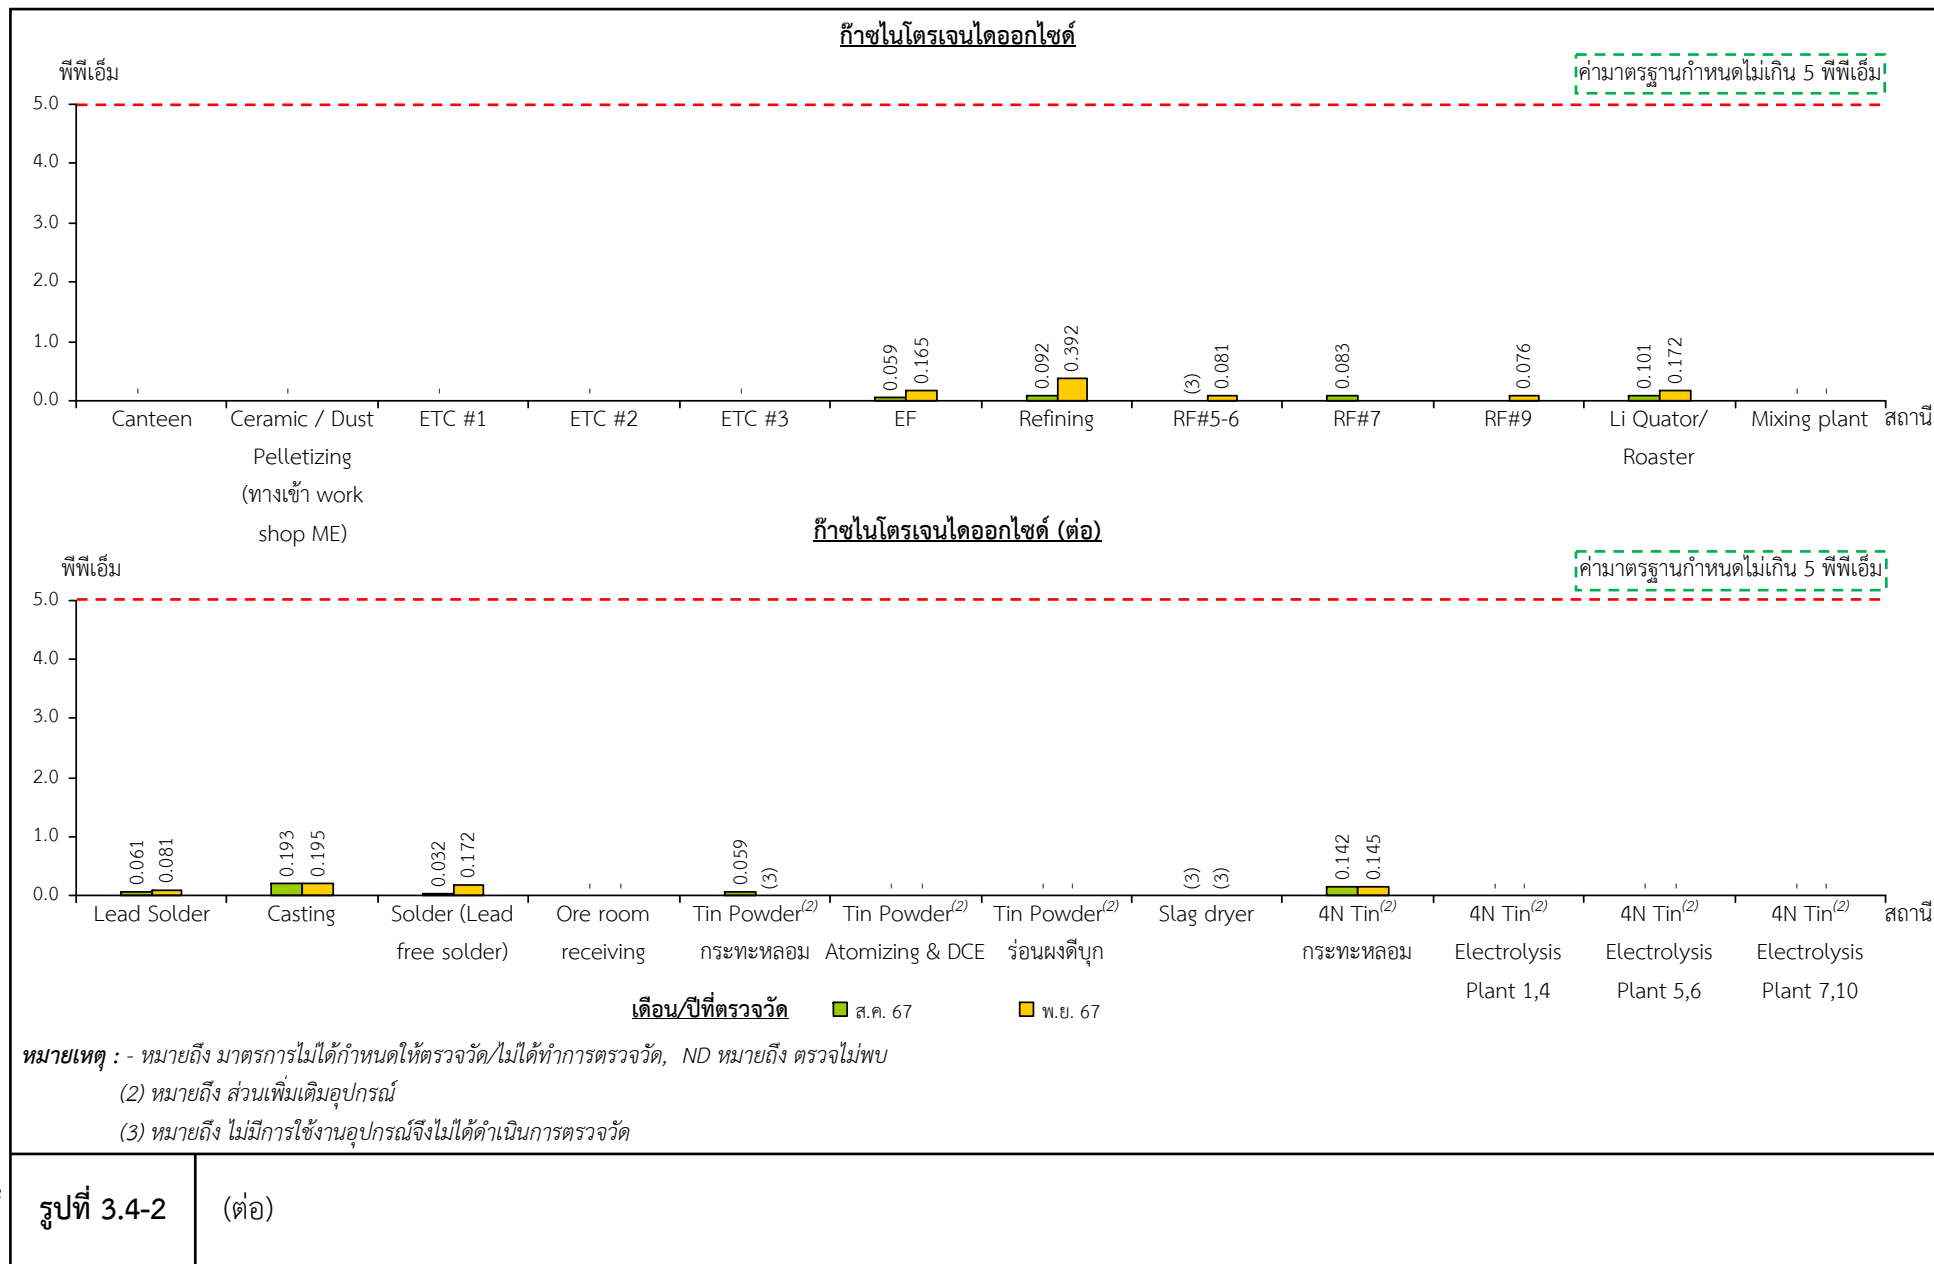 ก๊าซไนโตรเจนไดออกไซด์
พีพีเอ็ม
ค่ามาตรฐานกำหนดไม่เกิน 5 พีพีเอ็ม
5.0
4.0
3.0
2.0
1.0
0.0
- - - - - - - - - - 0.059 0.165 0.092 0.392 (3) 0.081 0.083 0.076 0.101 0.172 - -
Canteen Ceramic / Dust ETC #1 ETC #2 ETC #3 EF Refining RF#5-6 RF#7 RF#9 Li Quator/ Mixing plant สถานี
Pelletizing Roaster
(ทางเข้า work
shop ME)
ก๊าซไนโตรเจนไดออกไซด์ (ต่อ)
พีพีเอ็ม
ค่ามาตรฐานกำหนดไม่เกิน 5 พีพีเอ็ม
5.0
4.0
3.0
2.0
1.0
0.0
0.061 0.081 0.193 0.195 0.032 0.172 - - 0.059 (3) - - - - (3) (3) 0.142 0.145 - - - - - -
Lead Solder Casting Solder (Lead Ore room Tin Powder(2) Tin Powder(2) Tin Powder(2) Slag dryer 4N Tin(2) 4N Tin(2) 4N Tin(2) 4N Tin(2) สถานี
free solder) receiving กระทะหลอม Atomizing & DCE ร่อนผงดีบุก กระทะหลอม Electrolysis Electrolysis Electrolysis
Plant 1,4 Plant 5,6 Plant 7,10
เดือน/ปีที่ตรวจวัด ส.ค. 67 พ.ย. 67
หมายเหตุ : - หมายถึง มาตรการไม่ได้กำหนดให้ตรวจวัด/ไม่ได้ทำการตรวจวัด, ND หมายถึง ตรวจไม่พบ
(2) หมายถึง ส่วนเพิ่มเติมอุปกรณ์
(3) หมายถึง ไม่มีการใช้งานอุปกรณ์จึงไม่ได้ดำเนินการตรวจวัด
รูปที่ 3.4-2 (ต่อ)